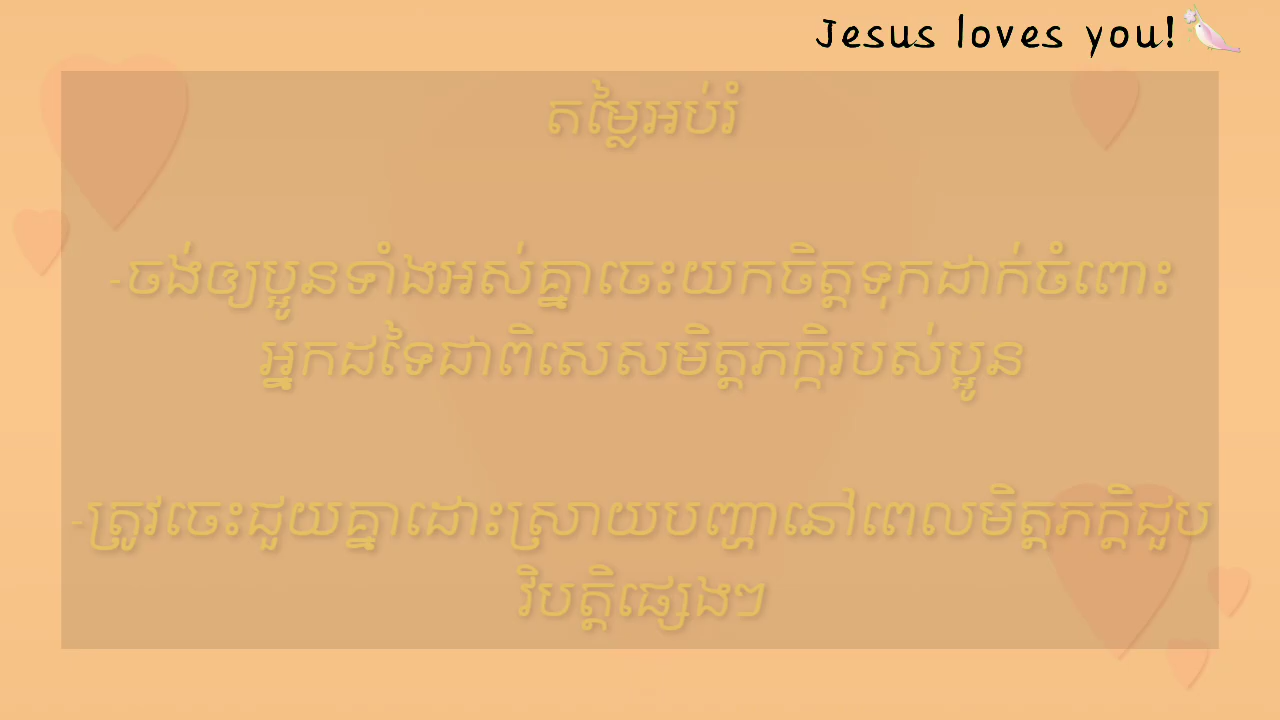 Jesus loves you!
តម្លៃអប់រំ
-ចង់ឲ្យប្អូនទាំងអស់គ្នាចេះយកចិត្តទុកដាក់ចំពោះ
អ្នកដទៃជាពិសេសមិត្តភក្កិរបស់ប្អូន
-ត្រូវចេះជួយគ្នាដោះស្រាយបញ្ហានៅពេលមិត្តភក្តិជួប
វិបត្តិផ្សេងៗ